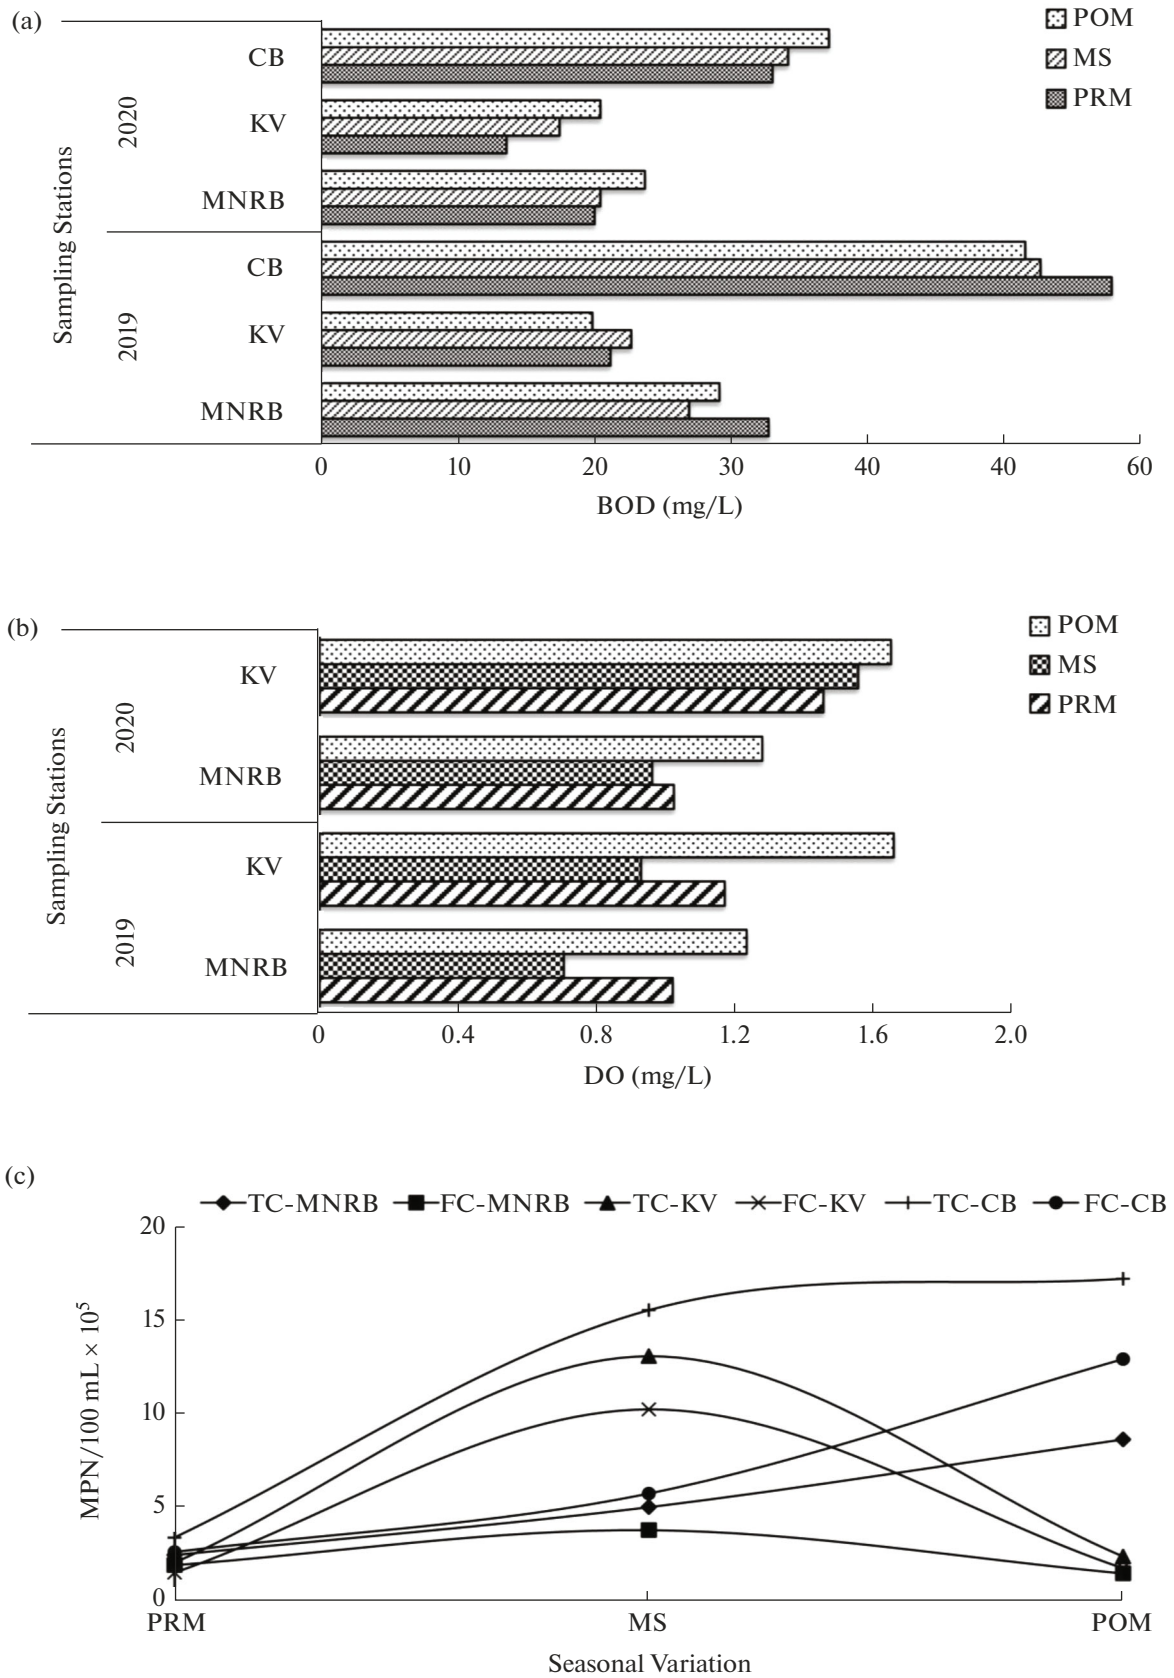 (a)
POM
MS
PRM
Sampling Stations
2020
CB
KV
MNRB
2019
CB
KV
MNRB
0 10 20 30 40 40 60
BOD (mg/L)
(b)
POM
MS
PRM
Sampling Stations
2020
KV
MNRB
2019
KV
MNRB
0 0.4 0.8 1.2 1.6 2.0
DO (mg/L)
(c)
TC-MNRB FC-MNRB TC-KV FC-KV TC-CB FC-CB
MPN/100 mL × 10⁵
20
15
10
5
0
PRM MS POM
Seasonal Variation